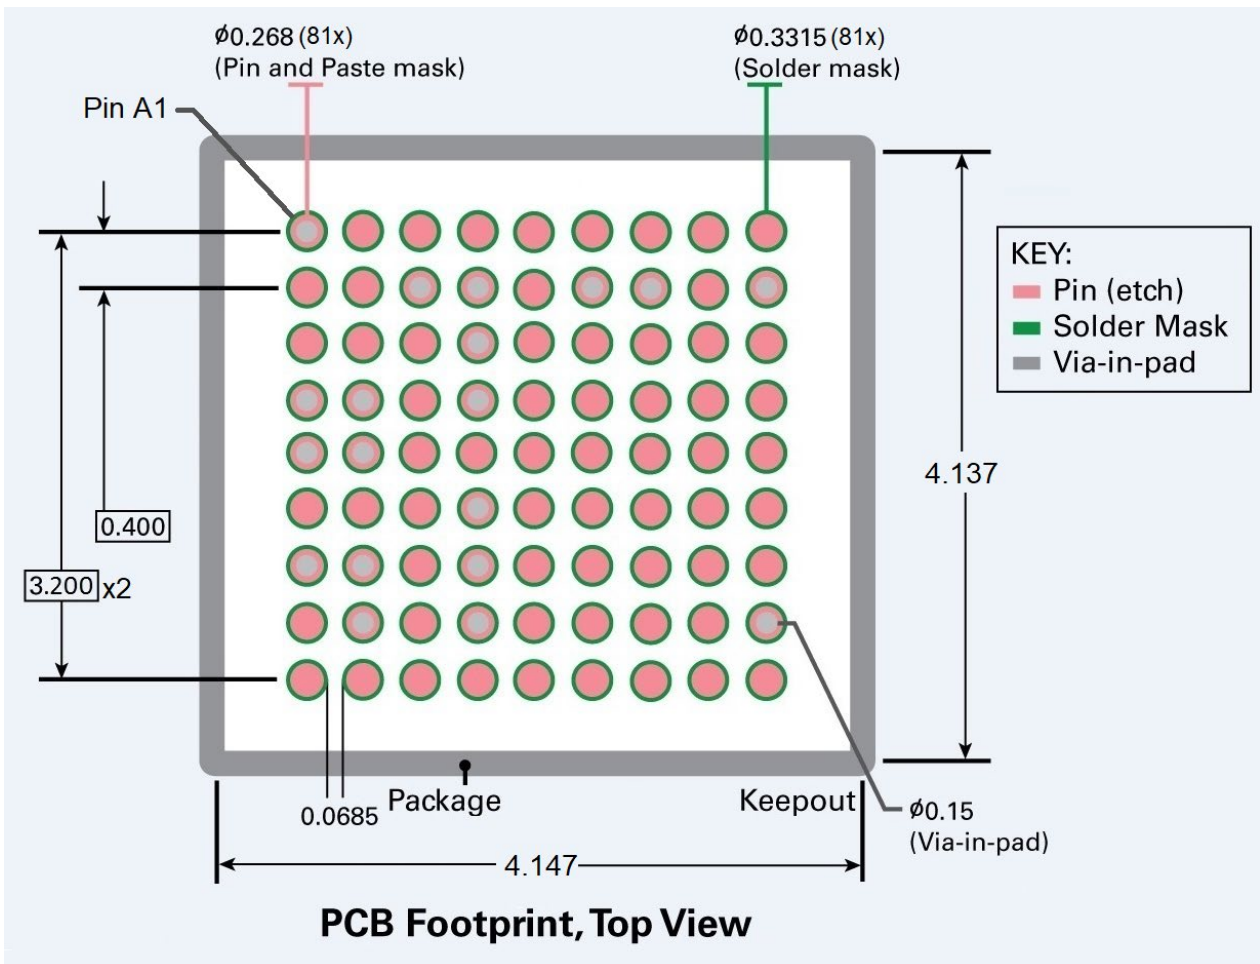 ø0.268 (81x)
(Pin and Paste mask)
ø0.3315 (81x)
(Solder mask)
Pin A1
KEY:
Pin (etch)
Solder Mask
Via-in-pad
4.137
0.400
3.200 x2
0.0685
Package
Keepout
ø0.15
(Via-in-pad)
4.147
PCB Footprint, Top View